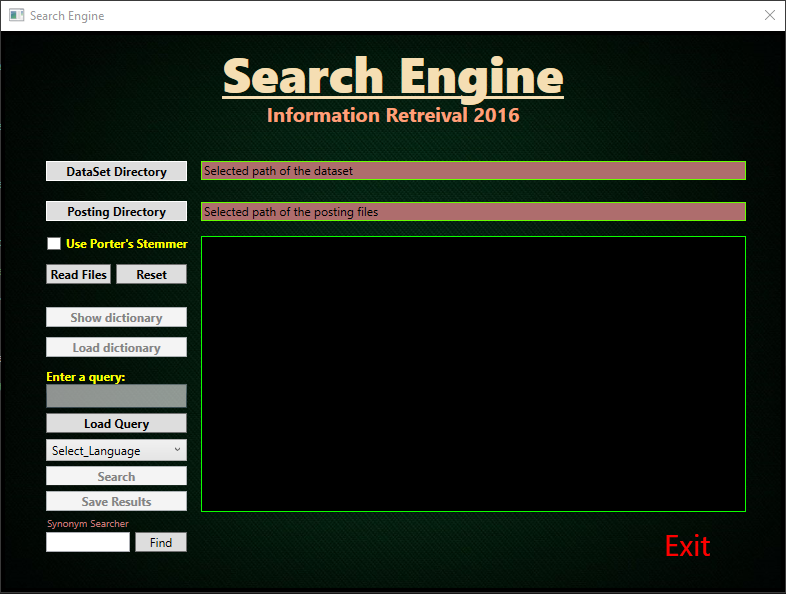 Search Engine
Search Engine
Information Retreival 2016
DataSet Directory
Selected path of the dataset
Posting Directory
Selected path of the posting files
Use Porter's Stemmer
Read Files
Reset
Show dictionary
Load dictionary
Enter a query:
Load Query
Select_Language
Search
Save Results
Synonym Searcher
Find
Exit